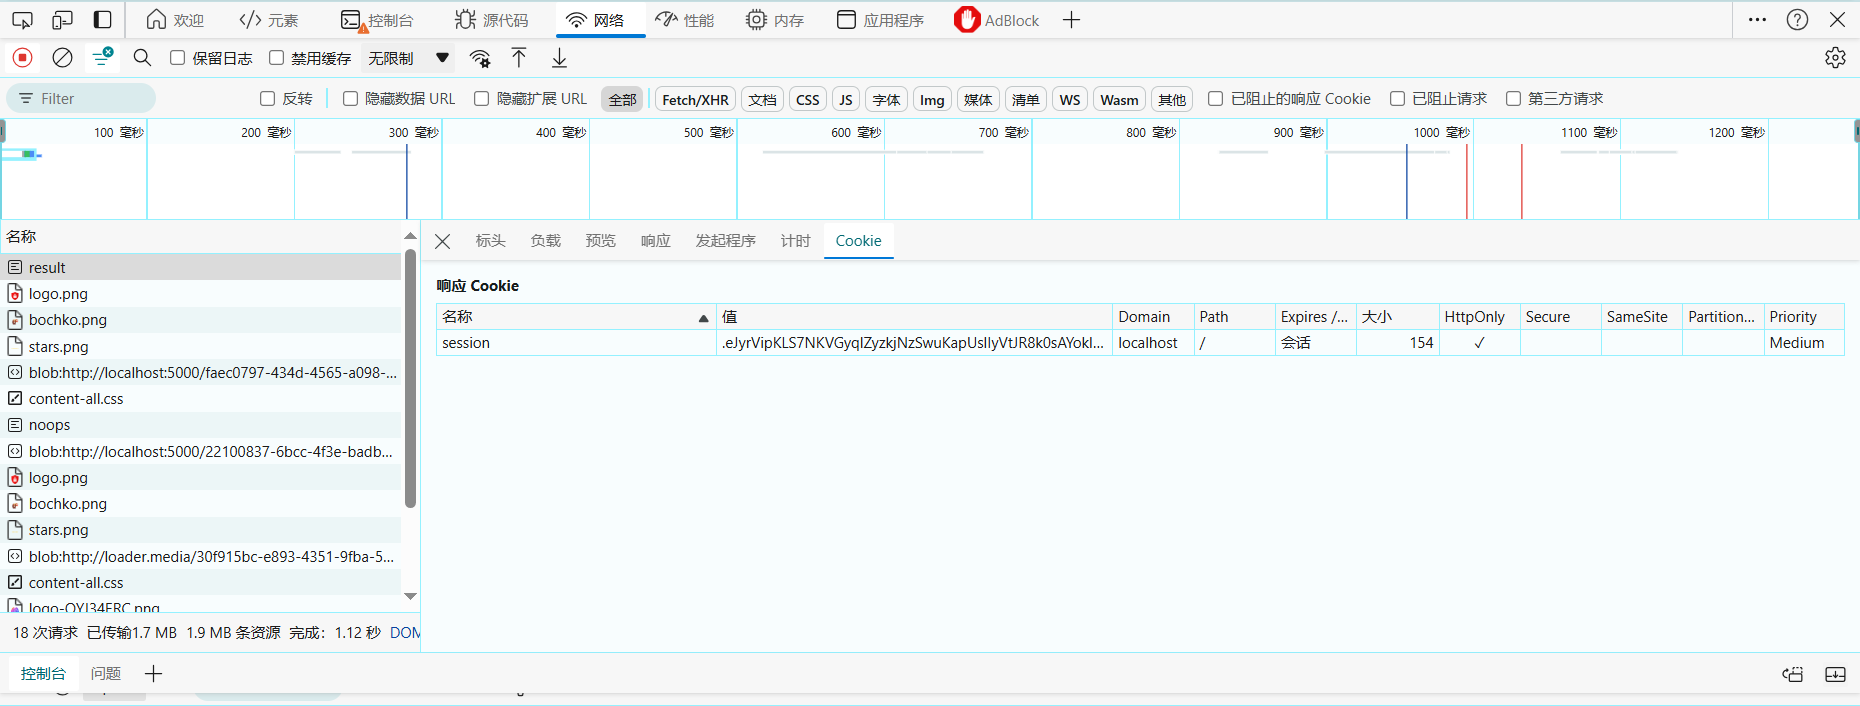 欢迎 元素 控制台 源代码 网络 性能 内存 应用程序 AdBlock
保留日志 禁用缓存 无限制
Filter 反转 隐藏数据 URL 隐藏扩展 URL 全部 Fetch/XHR 文档 CSS JS 字体 Img 媒体 清单 WS Wasm 其他 已阻止的响应 Cookie 已阻止请求 第三方请求
100 毫秒 200 毫秒 300 毫秒 400 毫秒 500 毫秒 600 毫秒 700 毫秒 800 毫秒 900 毫秒 1000 毫秒 1100 毫秒 1200 毫秒
名称
result
logo.png
bochko.png
stars.png
blob:http://localhost:5000/faec0797-434d-4565-a098-...
content-all.css
noops
blob:http://localhost:5000/22100837-6bcc-4f3e-badb...
logo.png
bochko.png
stars.png
blob:http://loader.media/30f915bc-e893-4351-9fba-5...
content-all.css
18 次请求 已传输1.7 MB 1.9 MB 条资源 完成: 1.12 秒 DOM
标头 负载 预览 响应 发起程序 计时 Cookie
响应 Cookie
名称 值 Domain Path Expires /... 大小 HttpOnly Secure SameSite Partition... Priority
session localhost / 会话 154 ✓ Medium
控制台 问题